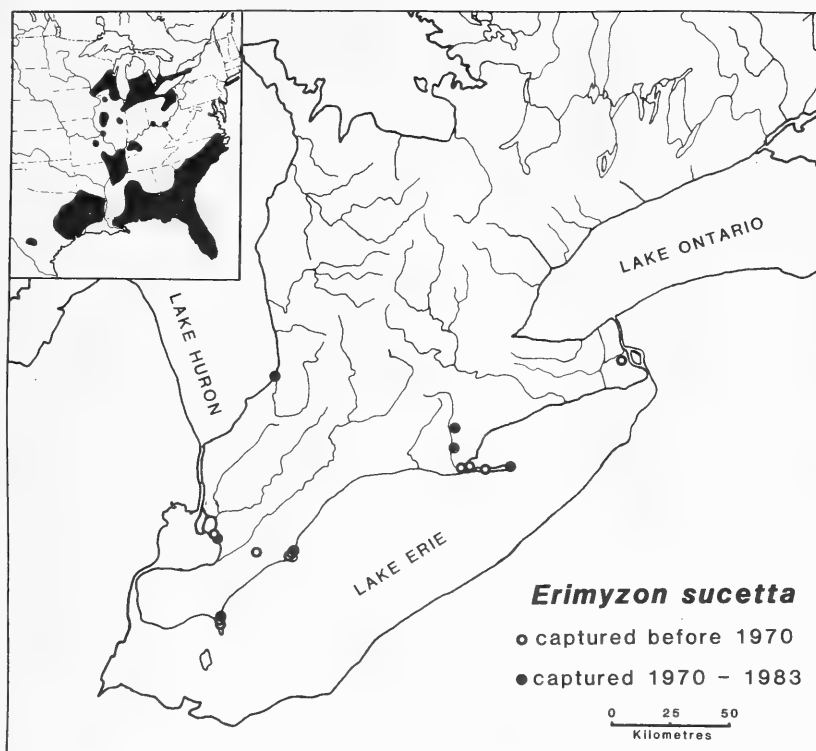 LAKE HURON
LAKE ONTARIO
LAKE ERIE
Erimyzon sucetta
captured before 1970
captured 1970 - 1983
0 25 50
Kilometres